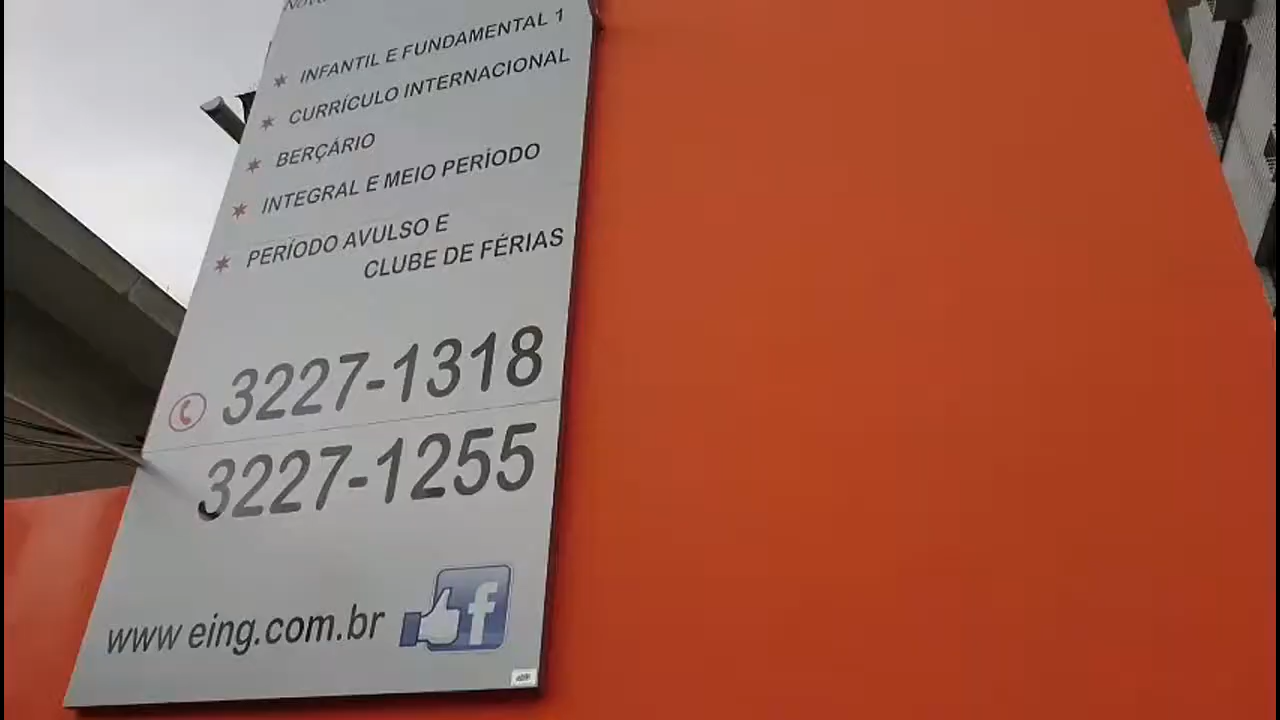 INFANTIL E FUNDAMENTAL 1
CURRÍCULO INTERNACIONAL
BERÇÁRIO
INTEGRAL E MEIO PERÍODO
PERÍODO AVULSO E
CLUBE DE FÉRIAS
3227-1318
3227-1255
www eing.com.br f